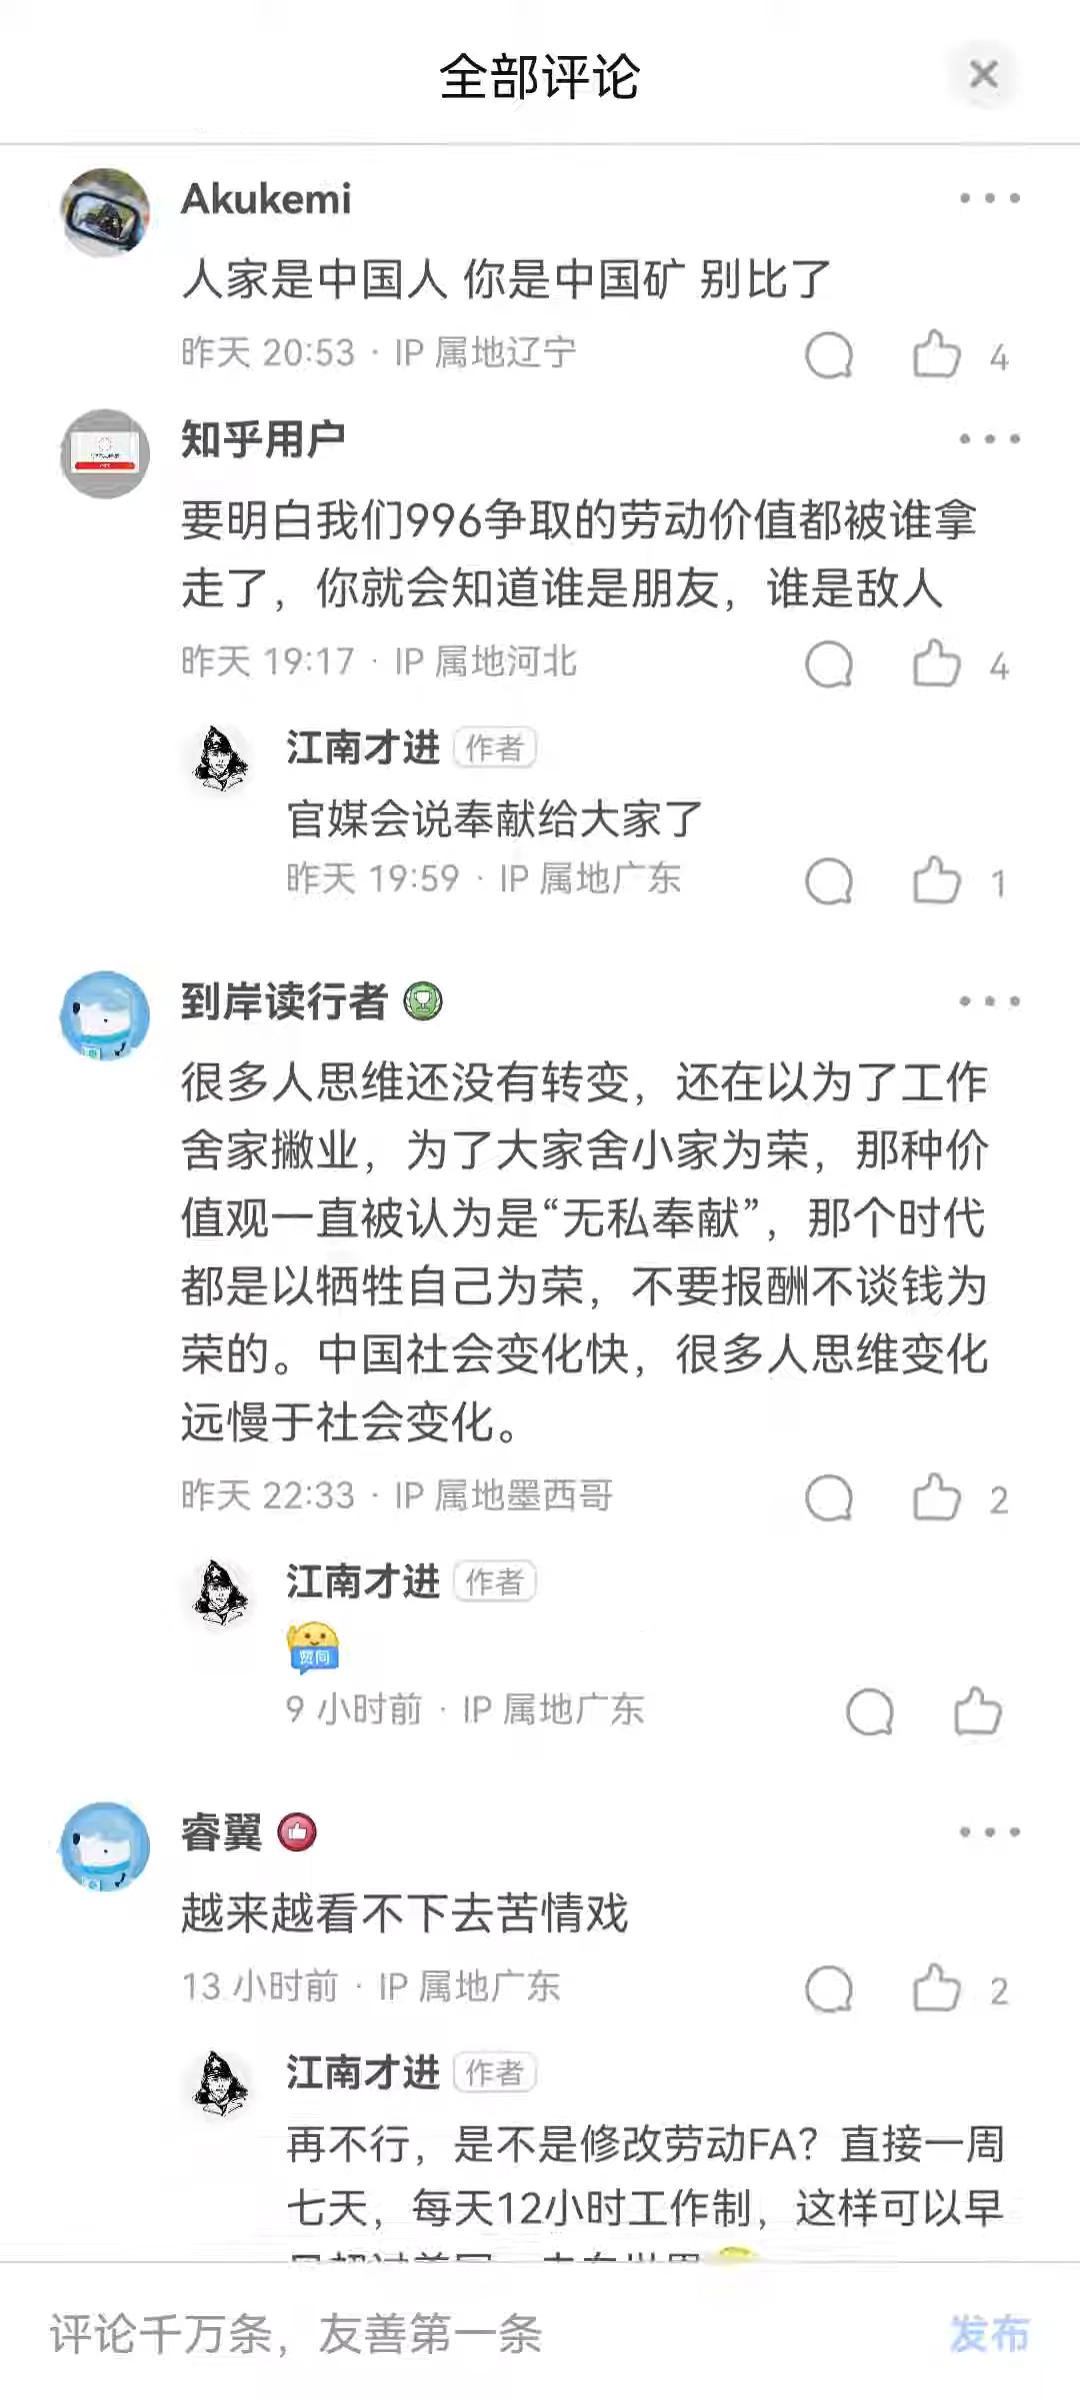 全部评论
Akukemi
人家是中国人 你是中国矿 别比了
昨天 20:53 · IP 属地辽宁
4
知乎用户
要明白我们996争取的劳动价值都被谁拿
走了，你就会知道谁是朋友，谁是敌人
昨天 19:17 · IP 属地河北
4
江南才进 作者
官媒会说奉献给大家了
昨天 19:59 · IP 属地广东
1
到岸读行者
很多人思维还没有转变，还在以为了工作
舍家撇业，为了大家舍小家为荣，那种价
值观一直被认为是“无私奉献”，那个时代
都是以牺牲自己为荣，不要报酬不谈钱为
荣的。中国社会变化快，很多人思维变化
远慢于社会变化。
昨天 22:33 · IP 属地墨西哥
2
江南才进 作者
赞同
9 小时前 · IP 属地广东
睿翼
越来越看不下去苦情戏
13 小时前 · IP 属地广东
2
江南才进 作者
再不行，是不是修改劳动FA？直接一周
七天，每天12小时工作制，这样可以早
评论千万条，友善第一条
发布